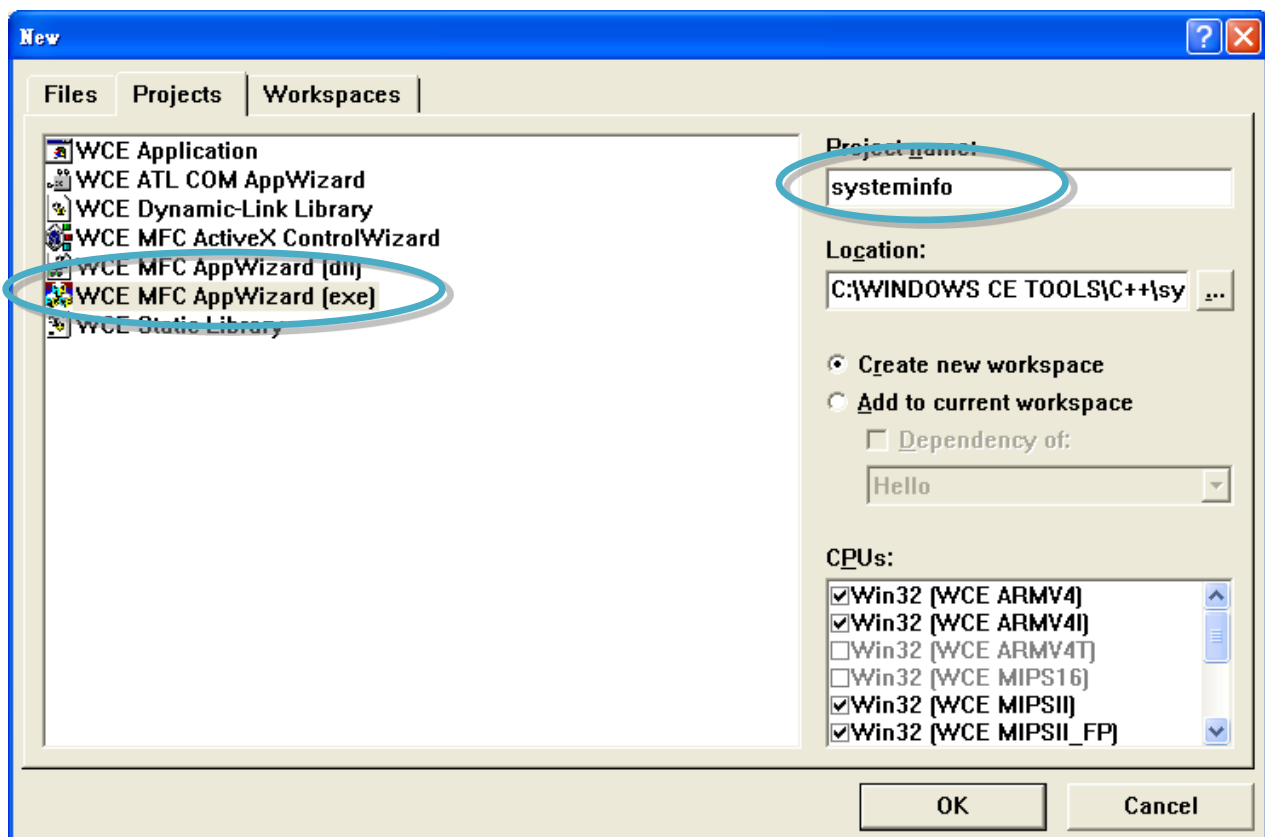 New
Files Projects Workspaces
WCE Application
WCE ATL COM AppWizard
WCE Dynamic-Link Library
WCE MFC ActiveX ControlWizard
WCE MFC AppWizard (dll)
WCE MFC AppWizard (exe)
WCE Static Library
Project name:
systeminfo
Location:
C:\WINDOWS CE TOOLS\C++\sy ...
Create new workspace
Add to current workspace
Dependency of:
Hello
CPUs:
Win32 (WCE ARMV4)
Win32 (WCE ARMV4I)
Win32 (WCE ARMV4T)
Win32 (WCE MIPS16)
Win32 (WCE MIPSII)
Win32 (WCE MIPSII_FP)
OK Cancel